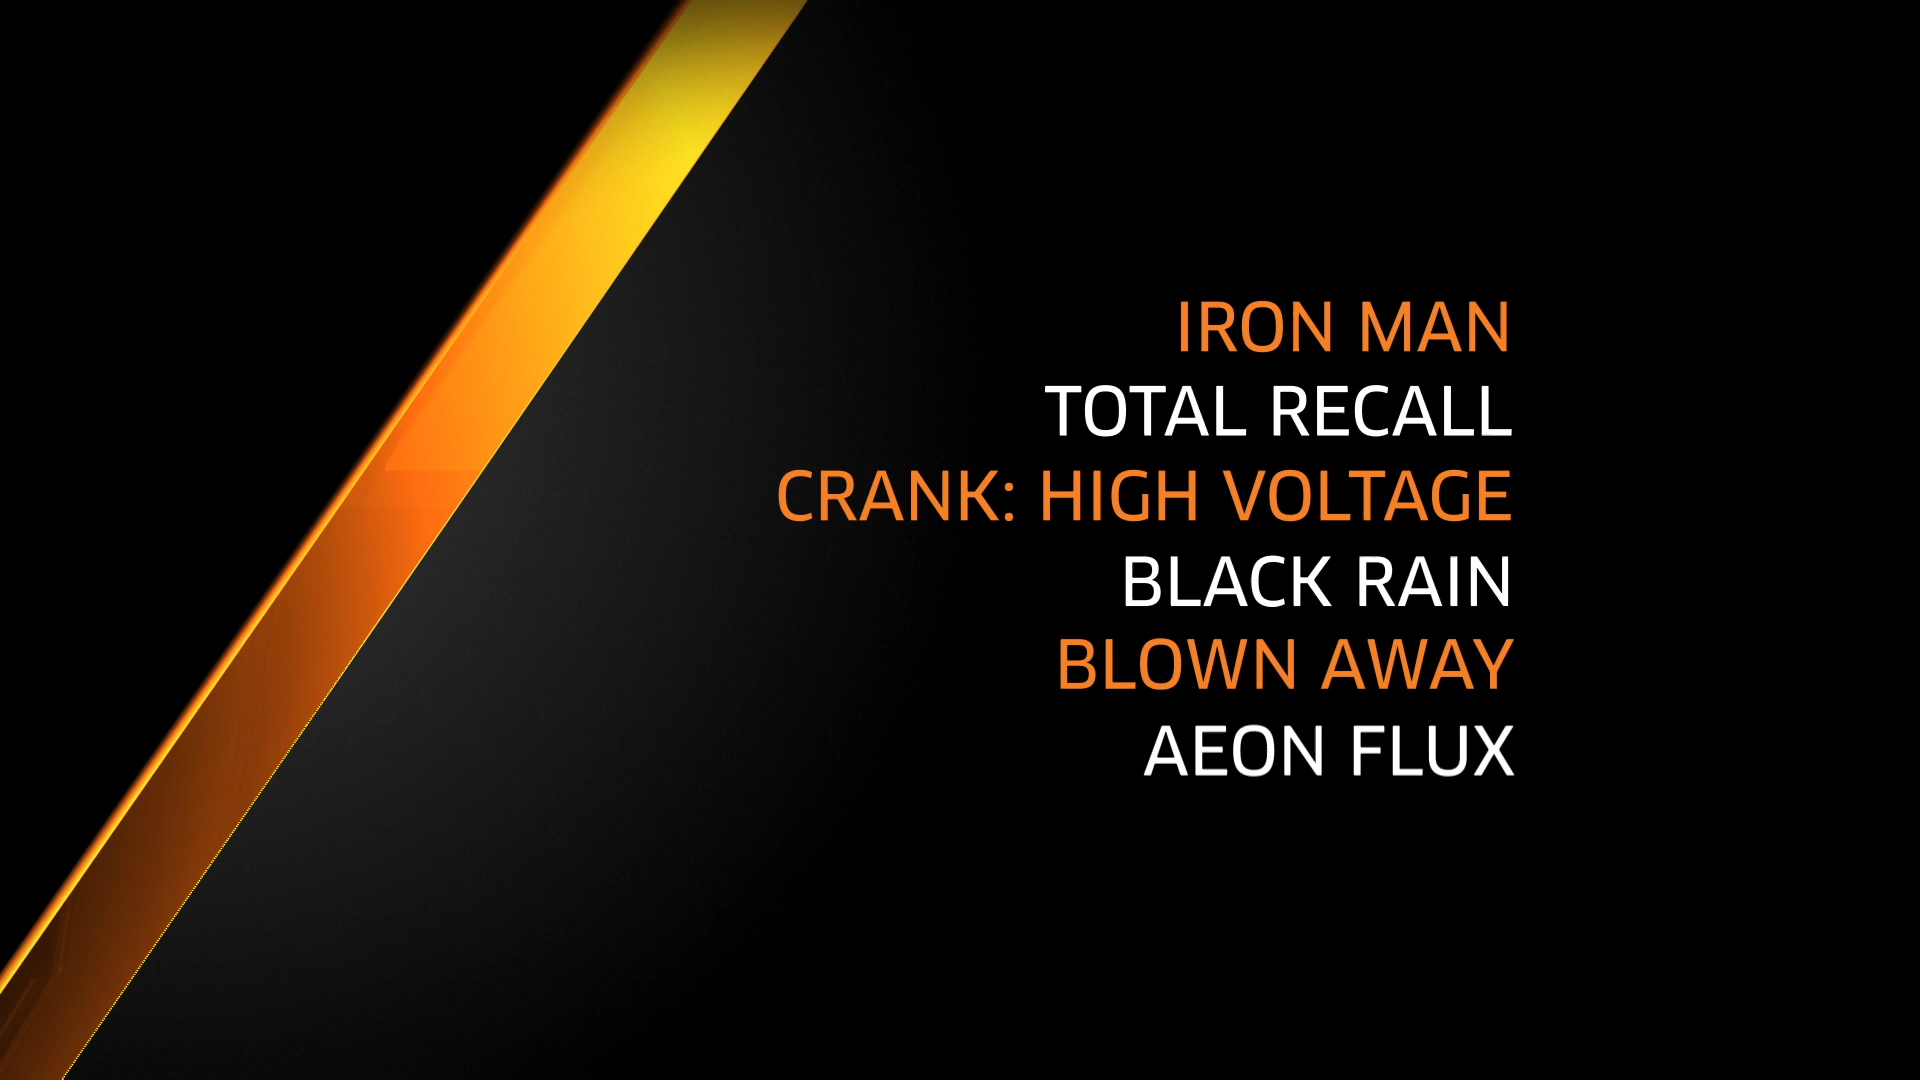 IRON MAN
TOTAL RECALL
CRANK: HIGH VOLTAGE
BLACK RAIN
BLOWN AWAY
AEON FLUX